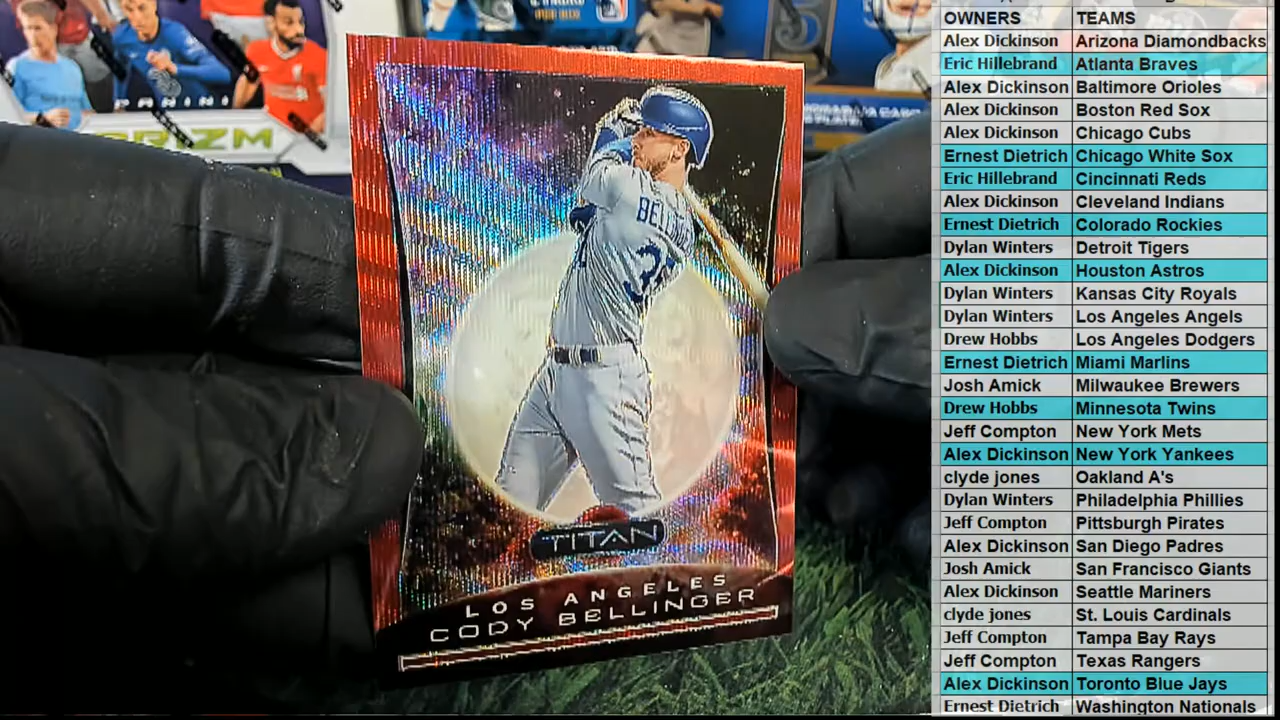 PANINI
PRIZM
BELLIN
35
TITAN
LOS ANGELES
CODY BELLINGER
OWNERS TEAMS
Alex Dickinson Arizona Diamondbacks
Eric Hillebrand Atlanta Braves
Alex Dickinson Baltimore Orioles
Alex Dickinson Boston Red Sox
Alex Dickinson Chicago Cubs
Ernest Dietrich Chicago White Sox
Eric Hillebrand Cincinnati Reds
Alex Dickinson Cleveland Indians
Ernest Dietrich Colorado Rockies
Dylan Winters Detroit Tigers
Alex Dickinson Houston Astros
Dylan Winters Kansas City Royals
Dylan Winters Los Angeles Angels
Drew Hobbs Los Angeles Dodgers
Ernest Dietrich Miami Marlins
Josh Amick Milwaukee Brewers
Drew Hobbs Minnesota Twins
Jeff Compton New York Mets
Alex Dickinson New York Yankees
clyde jones Oakland A's
Dylan Winters Philadelphia Phillies
Jeff Compton Pittsburgh Pirates
Alex Dickinson San Diego Padres
Josh Amick San Francisco Giants
Alex Dickinson Seattle Mariners
clyde jones St. Louis Cardinals
Jeff Compton Tampa Bay Rays
Jeff Compton Texas Rangers
Alex Dickinson Toronto Blue Jays
Ernest Dietrich Washington Nationals